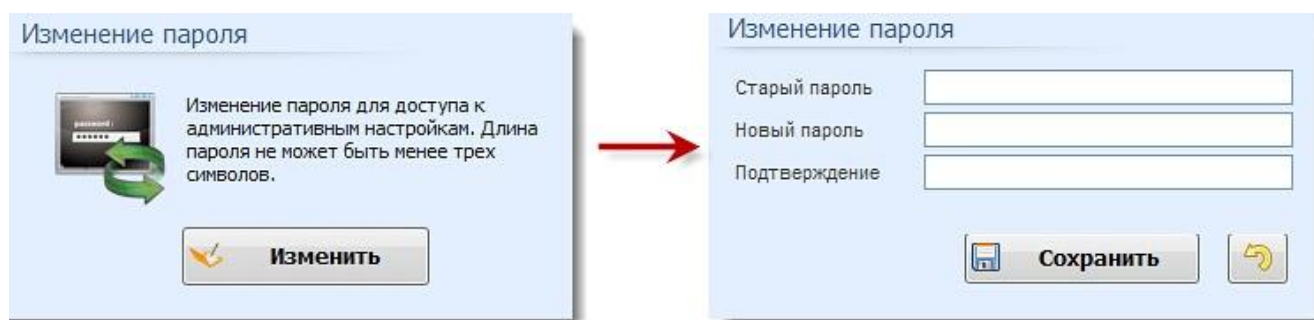 Изменение пароля
password:
******
Изменение пароля для доступа к
административным настройкам. Длина
пароля не может быть менее трех
символов.
Изменить
Изменение пароля
Старый пароль
Новый пароль
Подтверждение
Сохранить